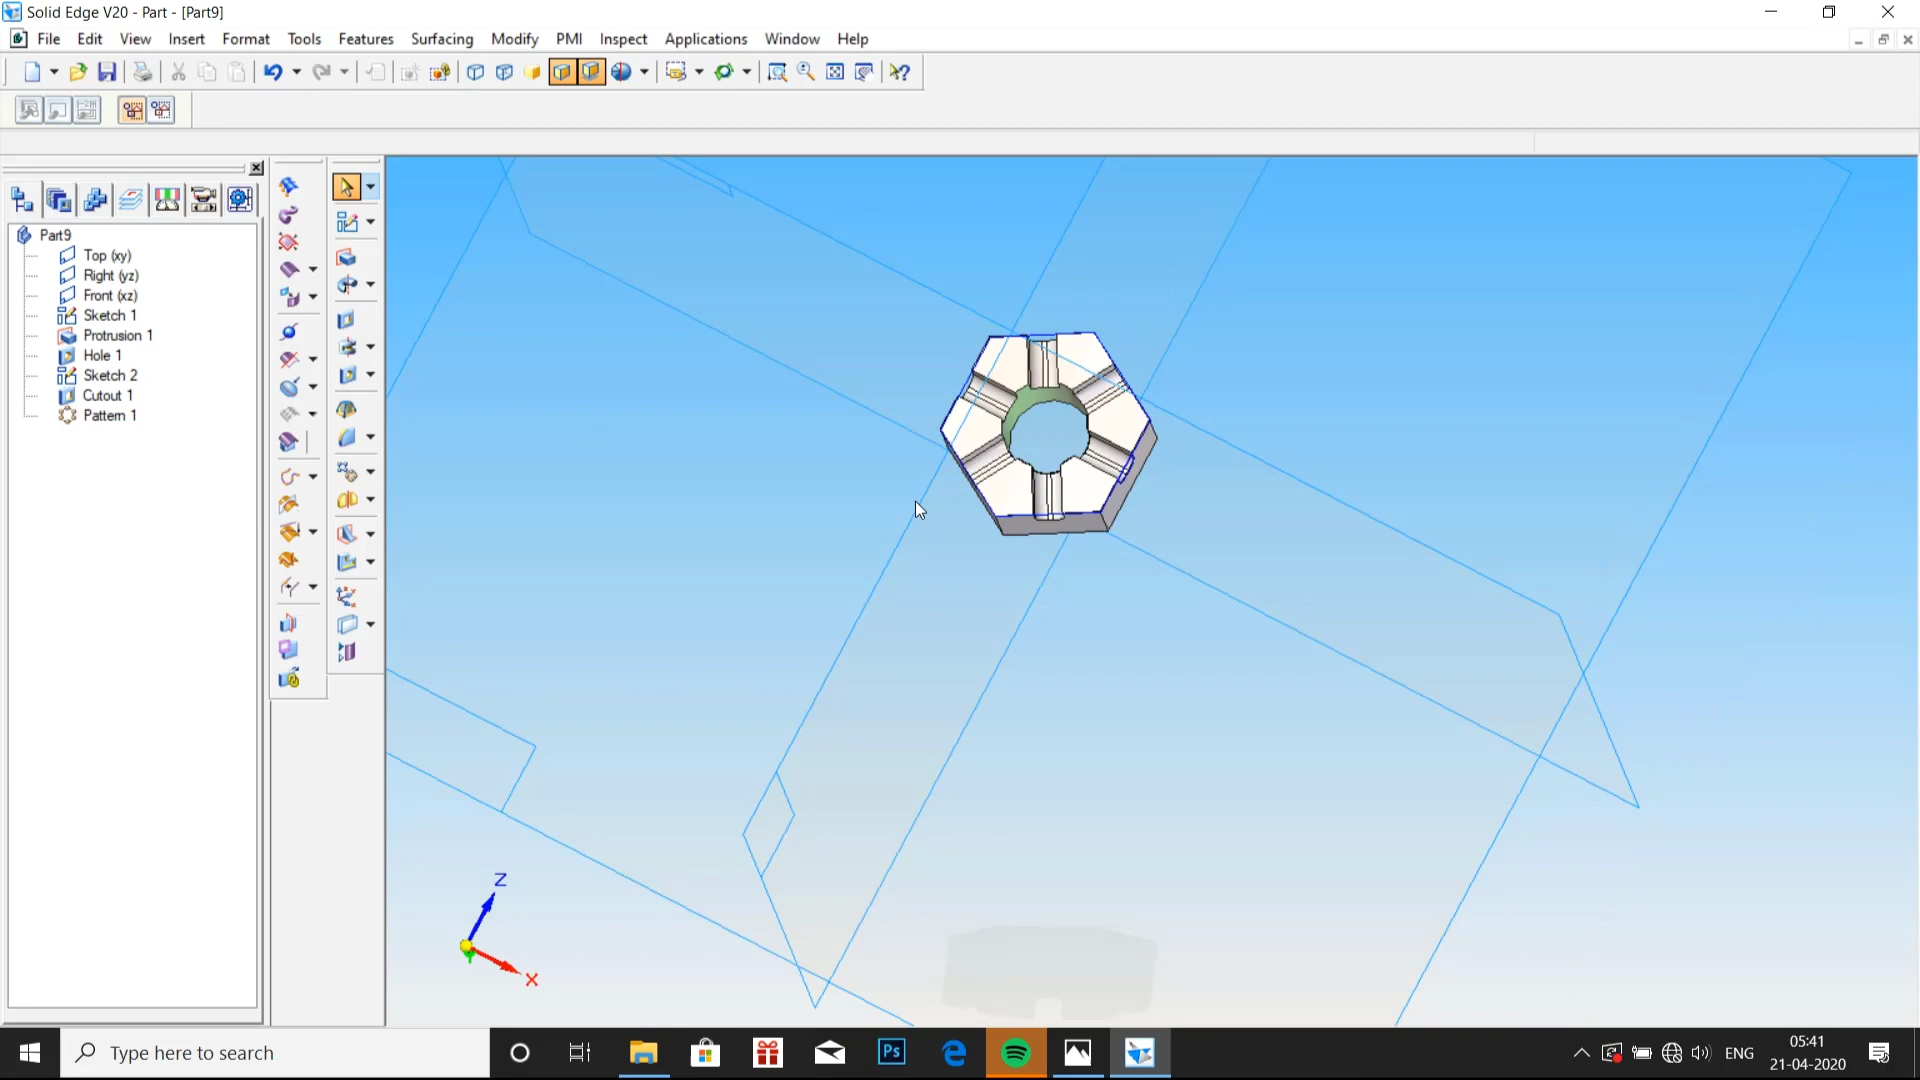 Solid Edge V20 - Part - [Part9]
File Edit View Insert Format Tools Features Surfacing Modify PMI Inspect Applications Window Help
Part9
Top (xy)
Right (yz)
Front (xz)
Sketch 1
Protrusion 1
Hole 1
Sketch 2
Cutout 1
Pattern 1
Z
X
Y
Type here to search
Ps
ENG
05:41
21-04-2020